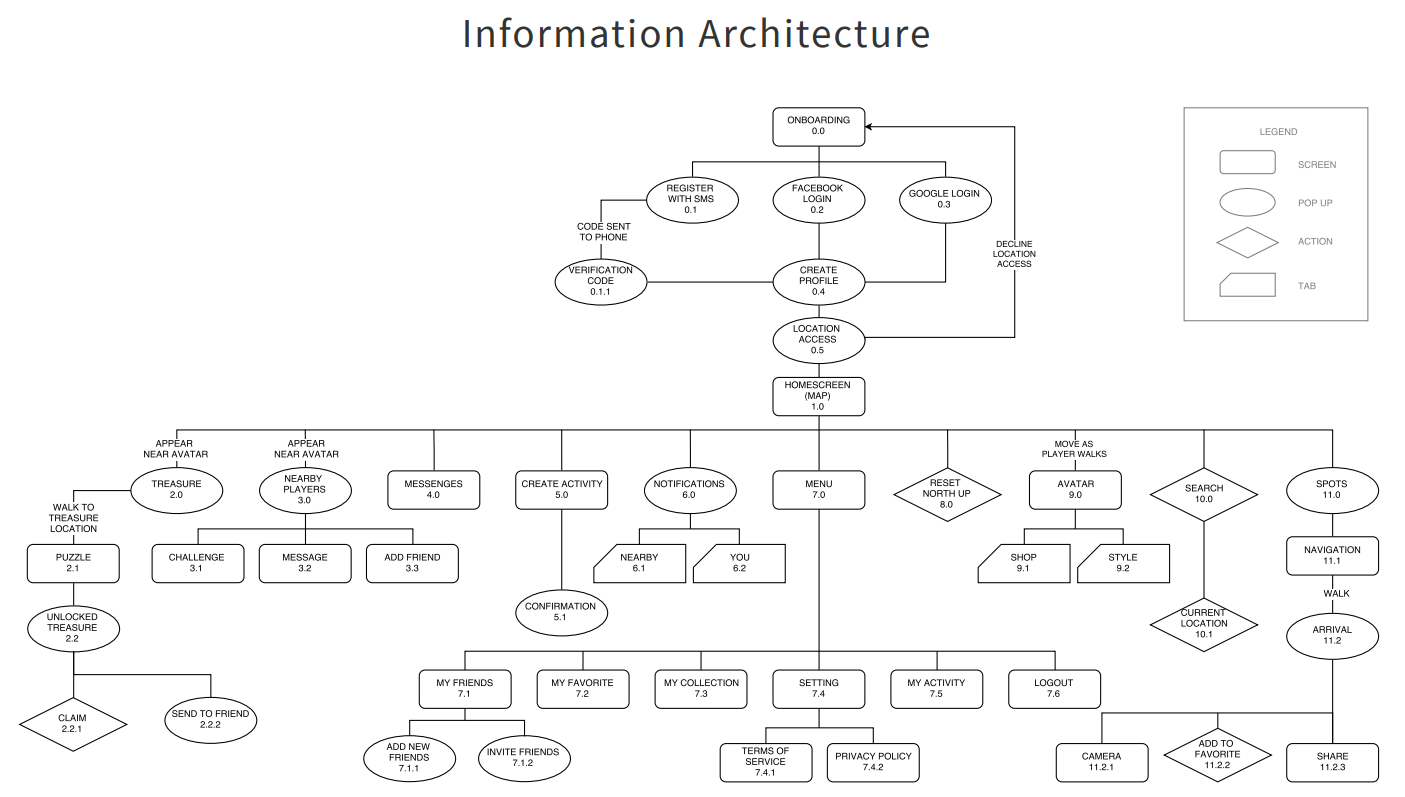 Information Architecture
ONBOARDING
0.0
LEGEND
SCREEN
POP UP
ACTION
TAB
REGISTER
WITH SMS
0.1
FACEBOOK
LOGIN
0.2
GOOGLE LOGIN
0.3
CODE SENT
TO PHONE
DECLINE
LOCATION
ACCESS
VERIFICATION
CODE
0.1.1
CREATE
PROFILE
0.4
LOCATION
ACCESS
0.5
HOMESCREEN
(MAP)
1.0
APPEAR
NEAR AVATAR
APPEAR
NEAR AVATAR
MOVE AS
PLAYER WALKS
TREASURE
2.0
NEARBY
PLAYERS
3.0
MESSENGES
4.0
CREATE ACTIVITY
5.0
NOTIFICATIONS
6.0
MENU
7.0
RESET
NORTH UP
8.0
AVATAR
9.0
SEARCH
10.0
SPOTS
11.0
WALK TO
TREASURE
LOCATION
PUZZLE
2.1
CHALLENGE
3.1
MESSAGE
3.2
ADD FRIEND
3.3
NEARBY
6.1
YOU
6.2
SHOP
9.1
STYLE
9.2
NAVIGATION
11.1
WALK
UNLOCKED
TREASURE
2.2
CONFIRMATION
5.1
CURRENT
LOCATION
10.1
ARRIVAL
11.2
MY FRIENDS
7.1
MY FAVORITE
7.2
MY COLLECTION
7.3
SETTING
7.4
MY ACTIVITY
7.5
LOGOUT
7.6
CLAIM
2.2.1
SEND TO FRIEND
2.2.2
ADD NEW
FRIENDS
7.1.1
INVITE FRIENDS
7.1.2
TERMS OF
SERVICE
7.4.1
PRIVACY POLICY
7.4.2
CAMERA
11.2.1
ADD TO
FAVORITE
11.2.2
SHARE
11.2.3